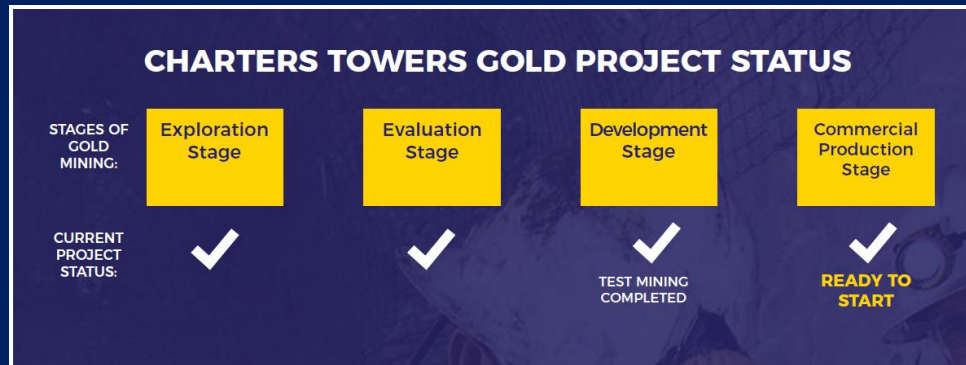 CHARTERS TOWERS GOLD PROJECT STATUS
STAGES OF
GOLD
MINING:
Exploration
Stage
Evaluation
Stage
Development
Stage
Commercial
Production
Stage
CURRENT
PROJECT
STATUS:
TEST MINING
COMPLETED
READY TO
START